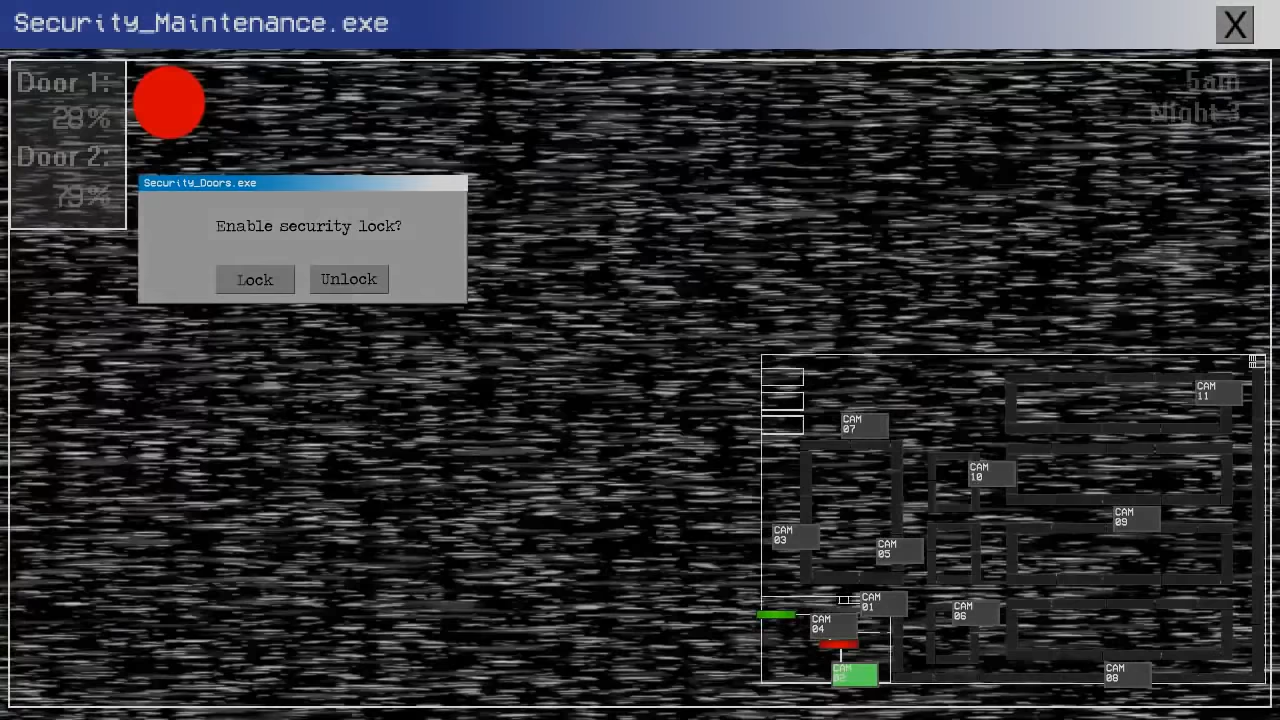 Security_Maintenance.exe
X
Door 1:
28%
Door 2:
79%
5am
Night 3
Security_Doors.exe
Enable security lock?
Lock
Unlock
CAM
11
CAM
07
CAM
10
CAM
09
CAM
03
CAM
05
CAM
01
CAM
06
CAM
04
CAM
02
CAM
08